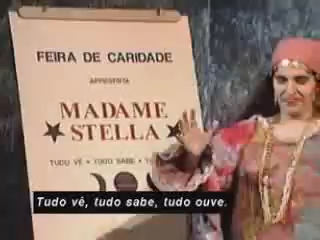 FEIRA DE CARIDADE
APRESENTA
MADAME
STELLA
TUDO VÊ • TUDO SABE •
Tudo vê, tudo sabe, tudo ouve.